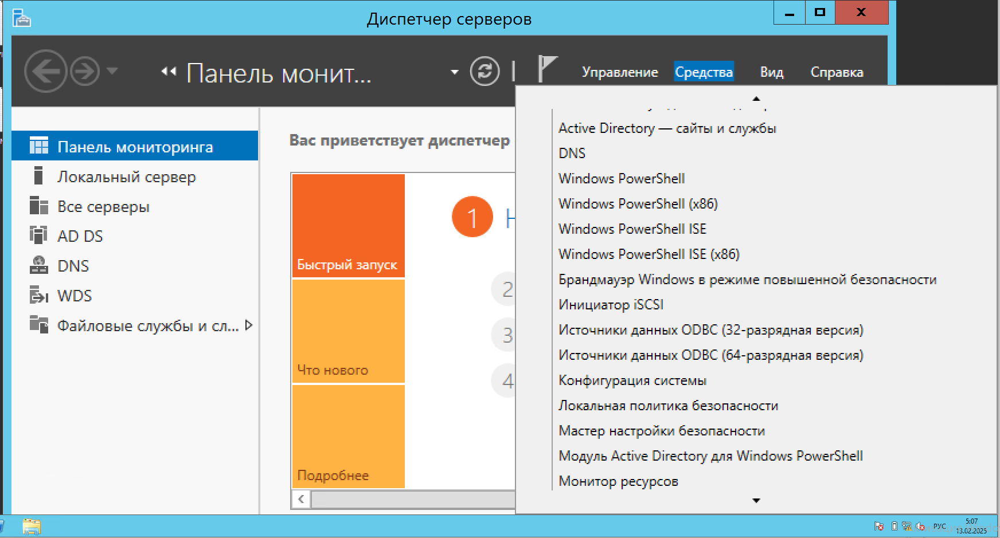 Диспетчер серверов
Панель монит...
Управление
Средства
Вид
Справка
Панель мониторинга
Локальный сервер
Все серверы
AD DS
DNS
WDS
Файловые службы и сл...
Вас приветствует диспетчер
Быстрый запуск
Что нового
Подробнее
1
2
3
4
Active Directory — сайты и службы
DNS
Windows PowerShell
Windows PowerShell (x86)
Windows PowerShell ISE
Windows PowerShell ISE (x86)
Брандмауэр Windows в режиме повышенной безопасности
Инициатор iSCSI
Источники данных ODBC (32-разрядная версия)
Источники данных ODBC (64-разрядная версия)
Конфигурация системы
Локальная политика безопасности
Мастер настройки безопасности
Модуль Active Directory для Windows PowerShell
Монитор ресурсов
РУС
5:07
13.02.2025